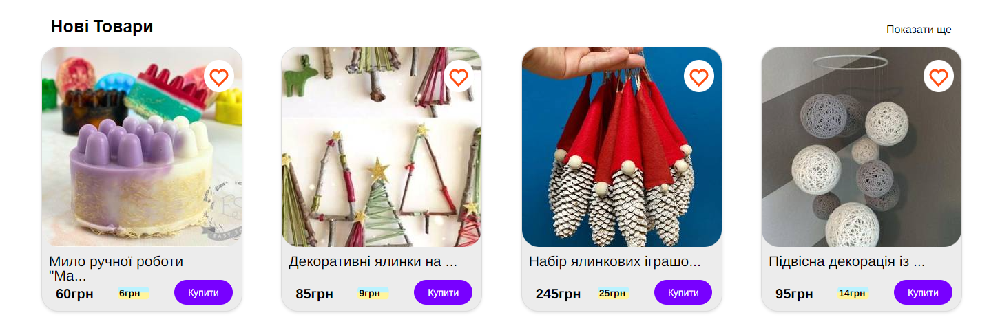 Нові Товари
Показати ще
Мило ручної роботи
"Ма...
60грн
6грн
Купити
Декоративні ялинки на ...
85грн
9грн
Купити
Набір ялинкових іграшо...
245грн
25грн
Купити
Підвісна декорація із ...
95грн
14грн
Купити